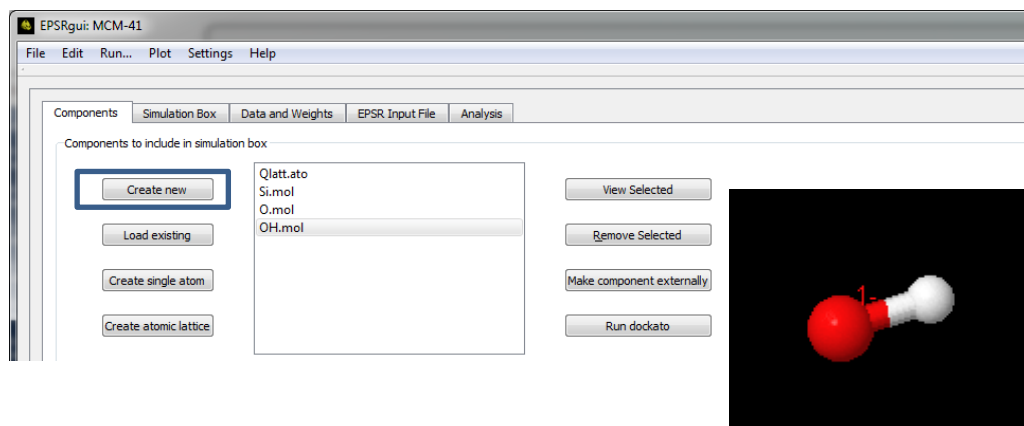 EPSRgui: MCM-41
File Edit Run... Plot Settings Help
Components Simulation Box Data and Weights EPSR Input File Analysis
Components to include in simulation box
Create new
Load existing
Create single atom
Create atomic lattice
Qlatt.ato
Si.mol
O.mol
OH.mol
View Selected
Remove Selected
Make component externally
Run dockato
1-